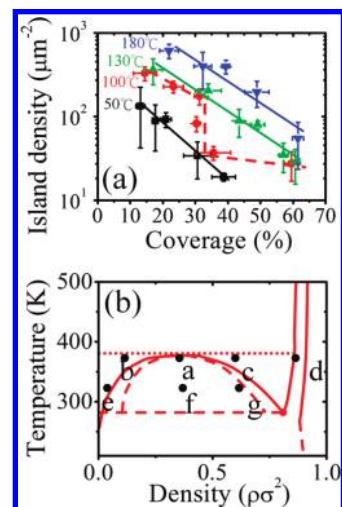 10³
180℃
130℃
100℃
10²
50℃
10¹
(a)
Island density (μm⁻²)
0 10 20 30 40 50 60 70
Coverage (%)
500
(b)
400
300
b a c d
e f g
Temperature (K)
0.0 0.5 1.0
Density (ρσ²)